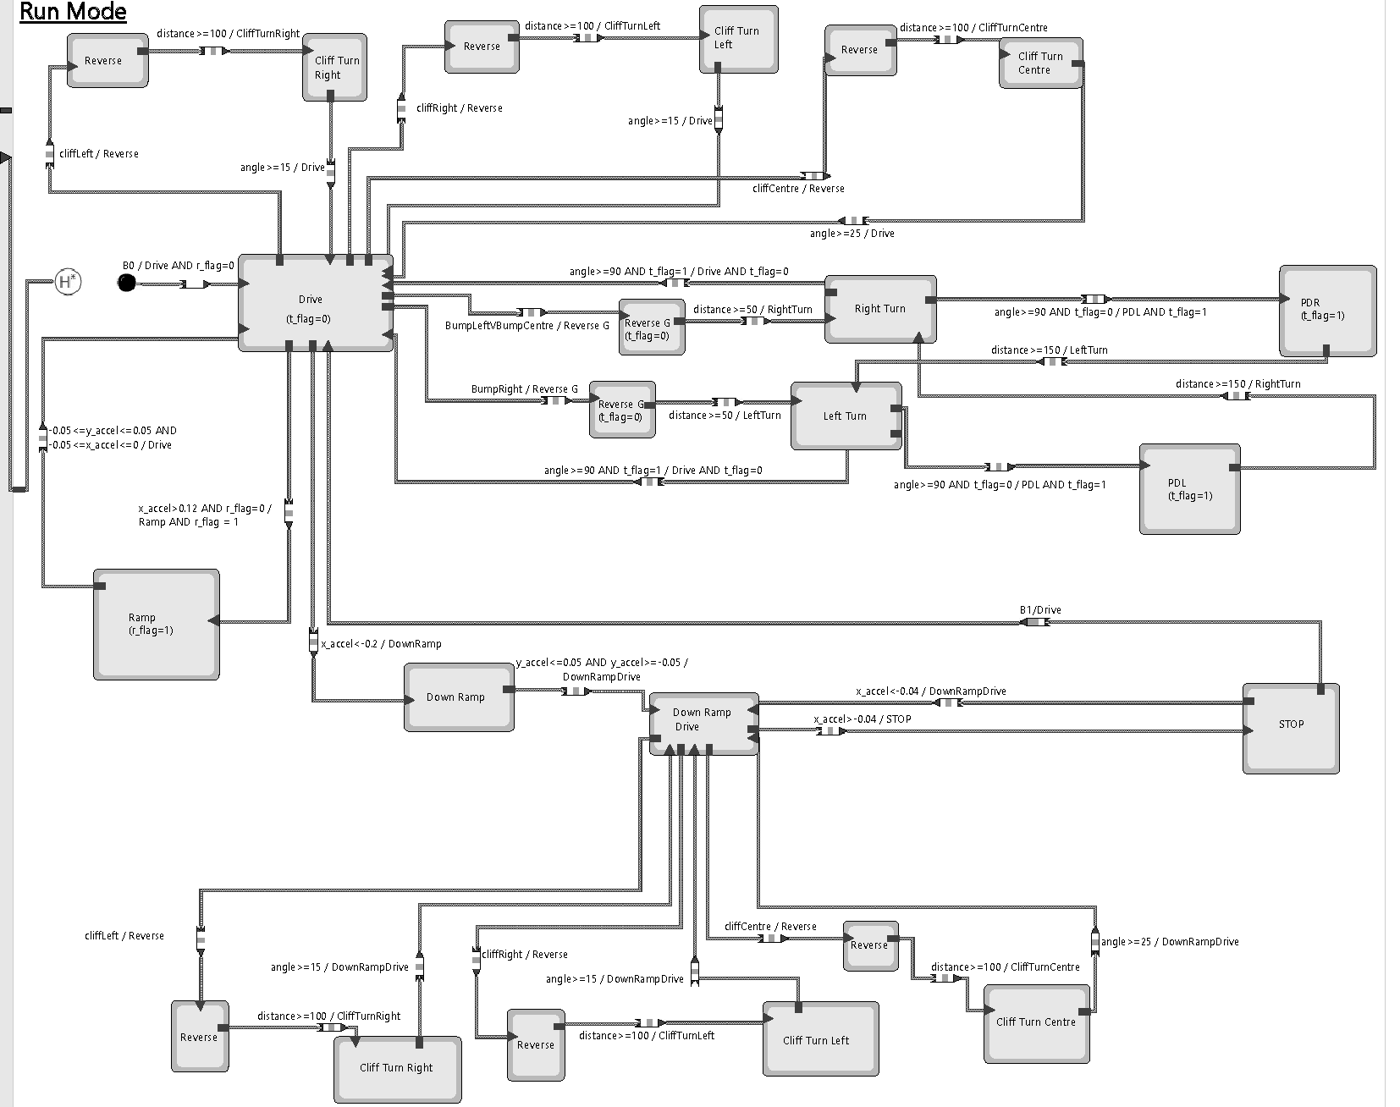 Run Mode
distance>=100 / CliffTurnRight
Reverse
Cliff Turn
Right
cliffLeft / Reverse
angle>=15 / Drive
distance>=100 / CliffTurnLeft
Reverse
Cliff Turn
Left
cliffRight / Reverse
angle>=15 / Drive
distance>=100 / CliffTurnCentre
Reverse
Cliff Turn
Centre
cliffCentre / Reverse
angle>=25 / Drive
B0 / Drive AND r_flag=0
H*
Drive
(t_flag=0)
angle>=90 AND t_flag=1 / Drive AND t_flag=0
BumpLeftVBumpCentre / Reverse G
Reverse G
(t_flag=0)
distance>=50 / RightTurn
Right Turn
angle>=90 AND t_flag=0 / PDL AND t_flag=1
PDR
(t_flag=1)
distance>=150 / LeftTurn
distance>=150 / RightTurn
BumpRight / Reverse G
Reverse G
(t_flag=0)
distance>=50 / LeftTurn
Left Turn
angle>=90 AND t_flag=1 / Drive AND t_flag=0
angle>=90 AND t_flag=0 / PDL AND t_flag=1
PDL
(t_flag=1)
-0.05<=y_accel<=0.05 AND
-0.05<=x_accel<=0 / Drive
x_accel>0.12 AND r_flag=0 /
Ramp AND r_flag = 1
Ramp
(r_flag=1)
B1/Drive
x_accel<-0.2 / DownRamp
Down Ramp
y_accel<=0.05 AND y_accel>=-0.05 /
DownRampDrive
Down Ramp
Drive
x_accel<-0.04 / DownRampDrive
x_accel>-0.04 / STOP
STOP
cliffLeft / Reverse
Reverse
distance>=100 / CliffTurnRight
Cliff Turn Right
angle>=15 / DownRampDrive
cliffRight / Reverse
Reverse
distance>=100 / CliffTurnLeft
Cliff Turn Left
angle>=15 / DownRampDrive
cliffCentre / Reverse
Reverse
distance>=100 / CliffTurnCentre
Cliff Turn Centre
angle>=25 / DownRampDrive